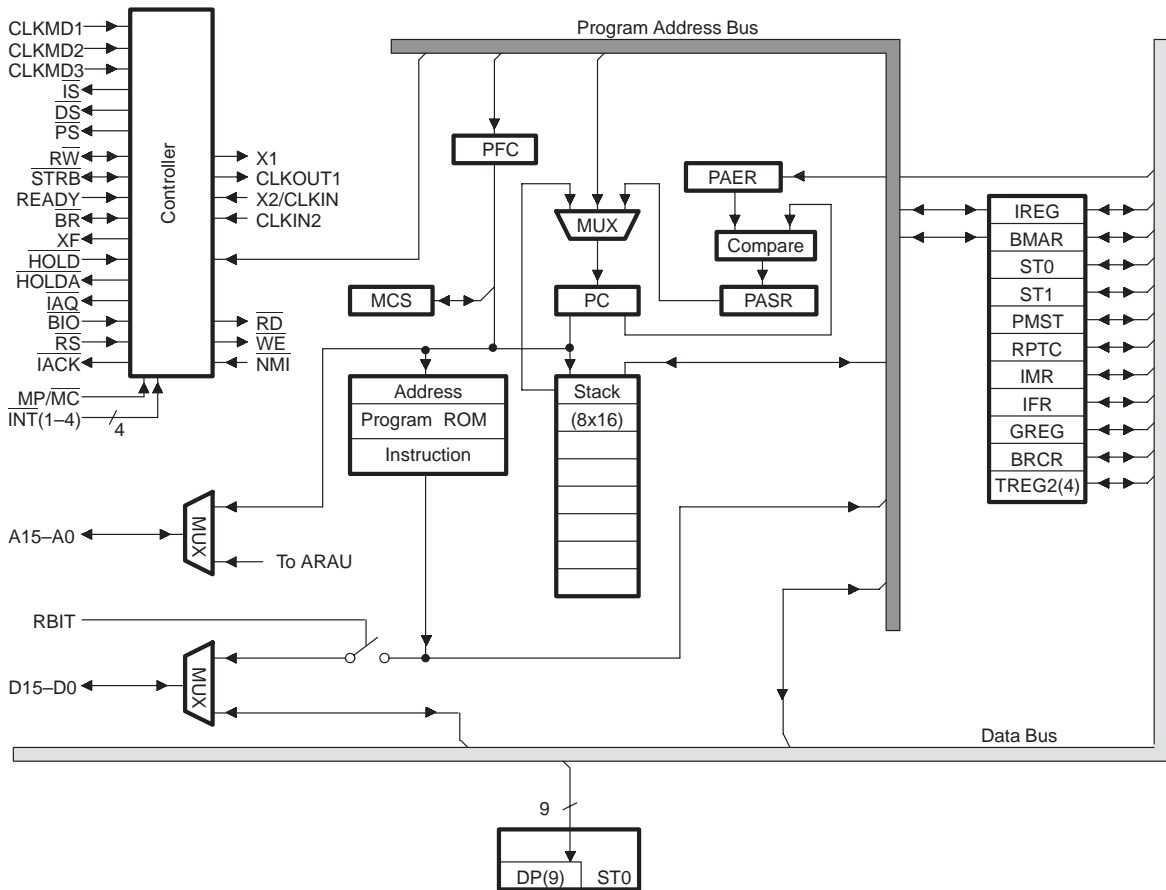 CLKMD1
CLKMD2
CLKMD3
IS
DS
PS
RW
STRB
READY
BR
XF
HOLD
HOLDA
IAQ
BIO
RS
IACK
MP/MC
INT(1–4)
4
Controller
X1
CLKOUT1
X2/CLKIN
CLKIN2
RD
WE
NMI
Program Address Bus
PFC
MUX
PAER
Compare
PASR
MCS
PC
Address
Program ROM
Instruction
Stack
(8x16)
IREG
BMAR
ST0
ST1
PMST
RPTC
IMR
IFR
GREG
BRCR
TREG2(4)
A15–A0
MUX
To ARAU
RBIT
D15–D0
MUX
Data Bus
9
DP(9) ST0